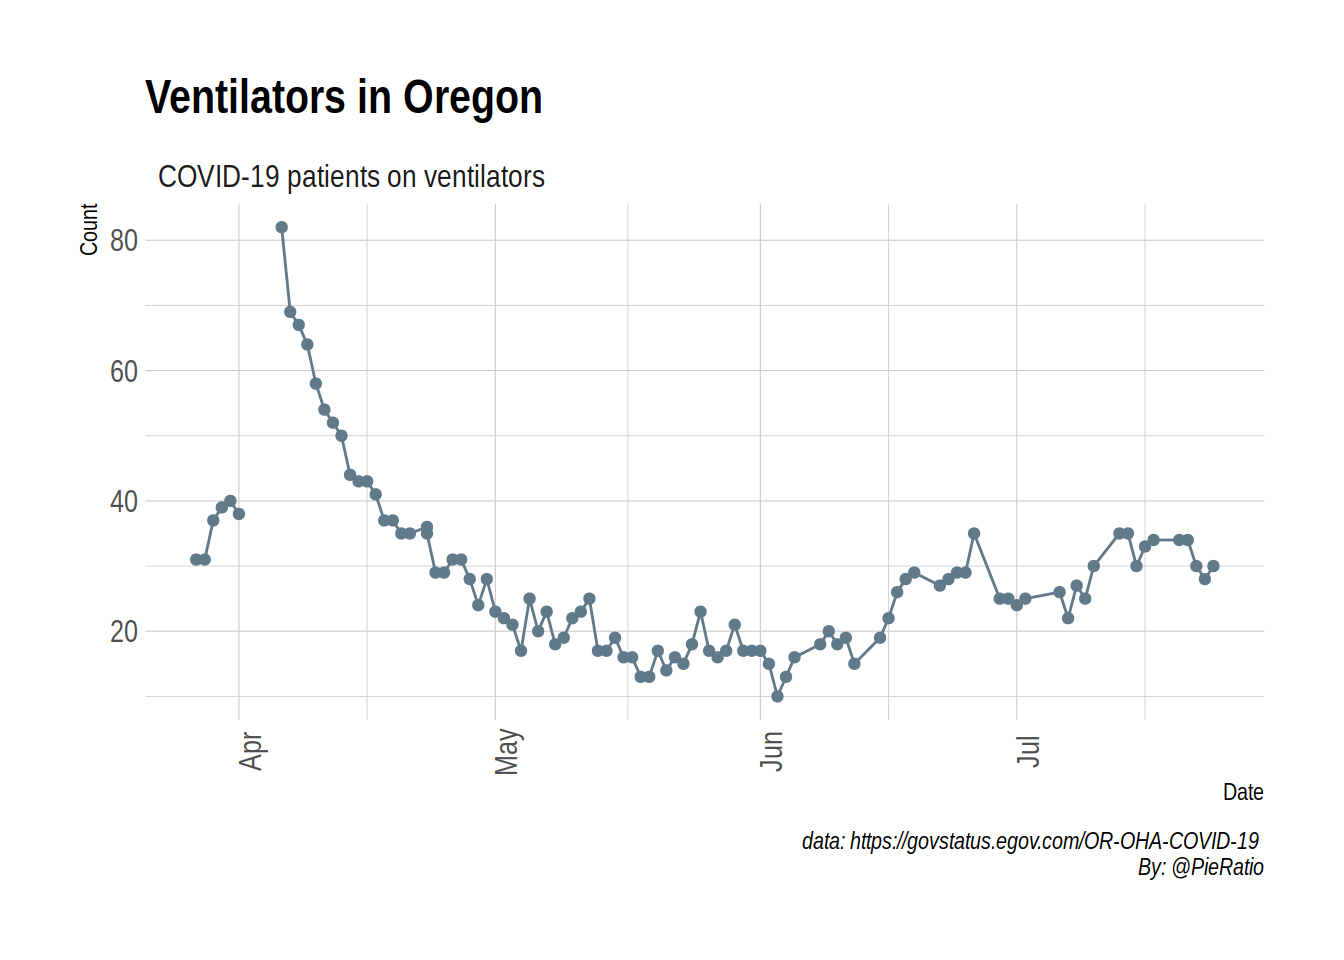 Ventilators in Oregon
COVID-19 patients on ventilators
Count
80
60
40
20
Apr
May
Jun
Jul
Date
data: https://govstatus.egov.com/OR-OHA-COVID-19
By: @PieRatio